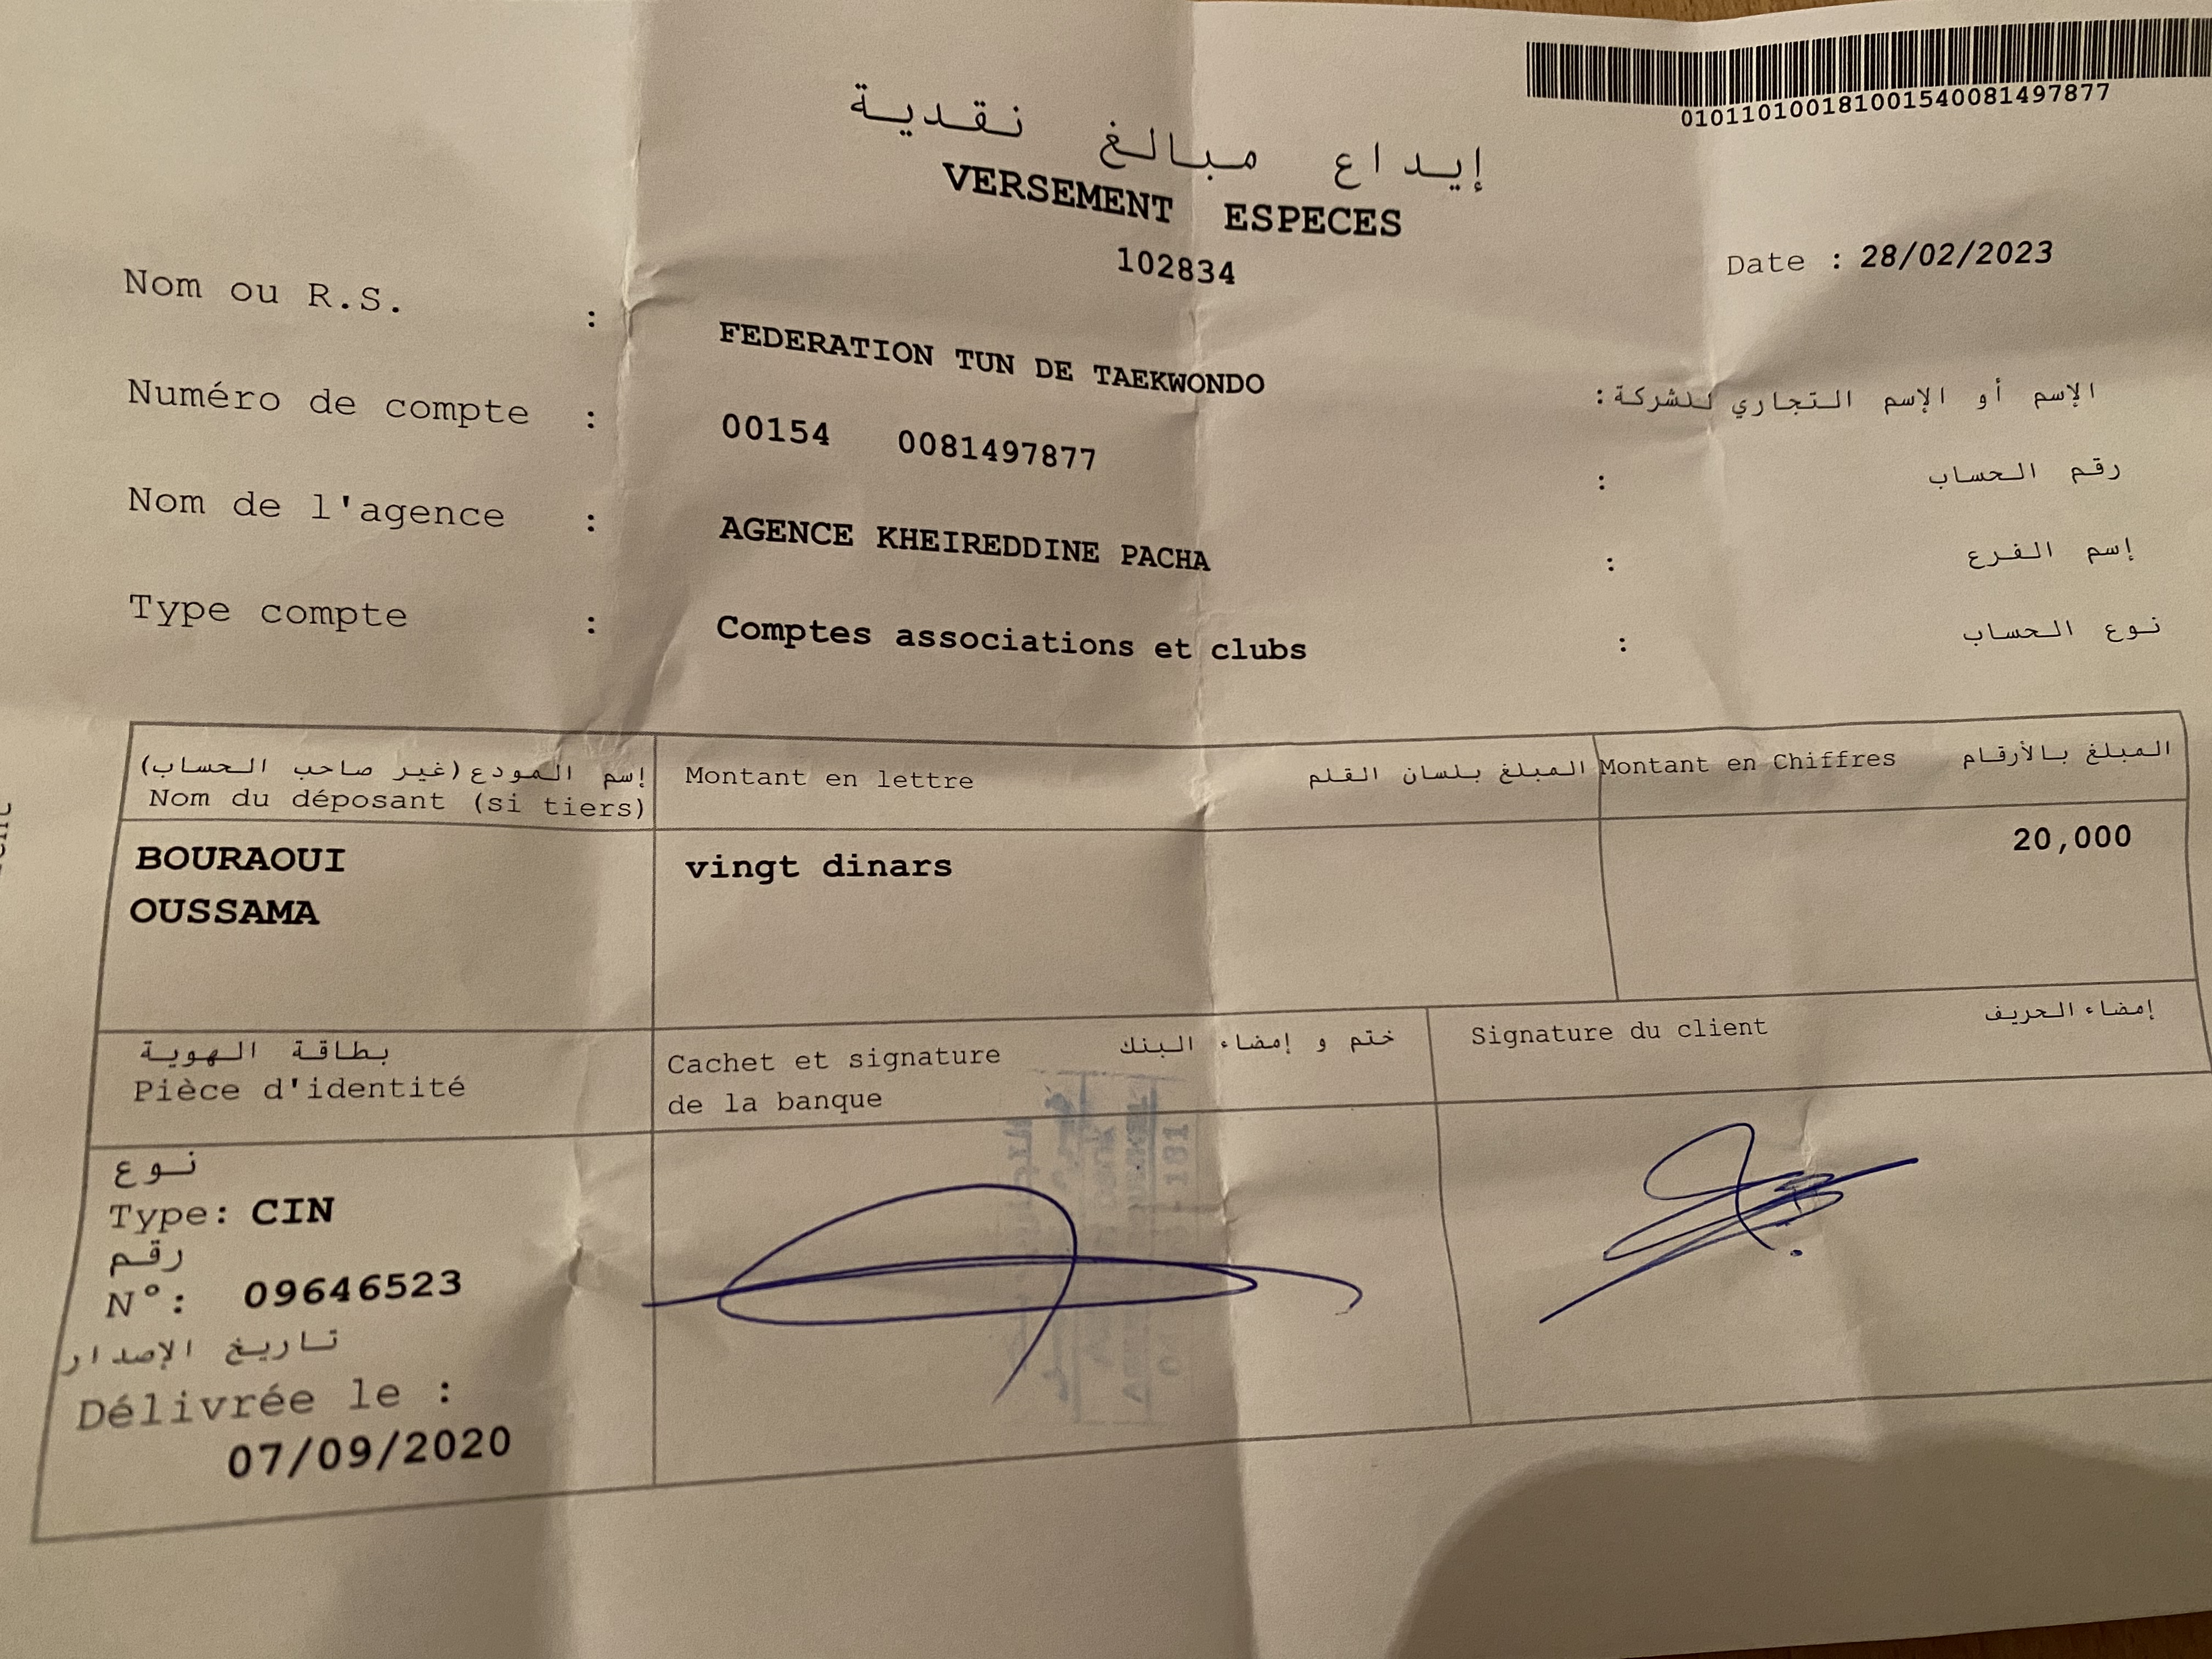 010110100181001540081497877
إيداع مبالغ نقدية
VERSEMENT ESPECES
102834
Date : 28/02/2023
Nom ou R.S. : FEDERATION TUN DE TAEKWONDO الإسم أو الإسم التجاري للشركة :
Numéro de compte : 00154 0081497877 رقم الحساب :
Nom de l'agence : AGENCE KHEIREDDINE PACHA إسم الفرع :
Type compte : Comptes associations et clubs نوع الحساب :
إسم المودع (غير صاحب الحساب)
Nom du déposant (si tiers)
Montant en lettre المبلغ بلسان القلم
Montant en Chiffres المبلغ بالأرقام
BOURAOUI
OUSSAMA
vingt dinars
20,000
بطاقة الهوية
Pièce d'identité
Cachet et signature ختم و إمضاء البنك
de la banque
Signature du client إمضاء الحريف
نوع
Type: CIN
رقم
N°: 09646523
تاريخ الإصدار
Délivrée le :
07/09/2020
181